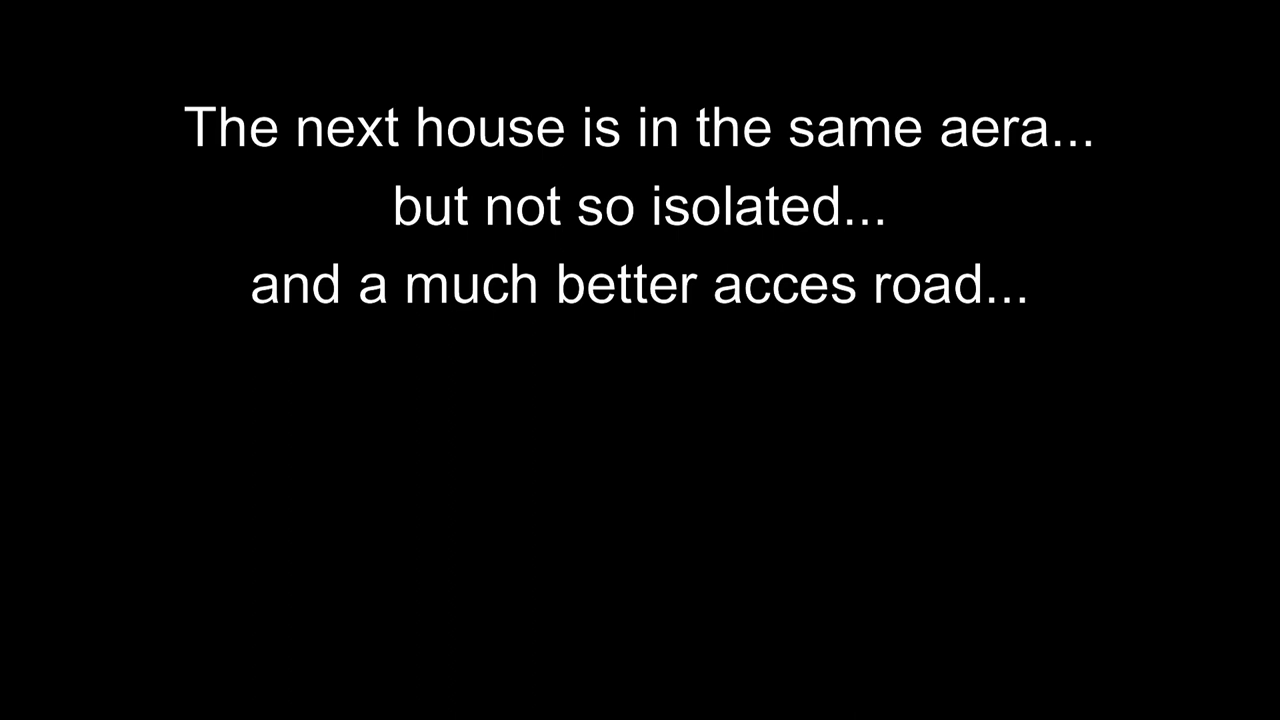 The next house is in the same aera...
but not so isolated...
and a much better acces road...